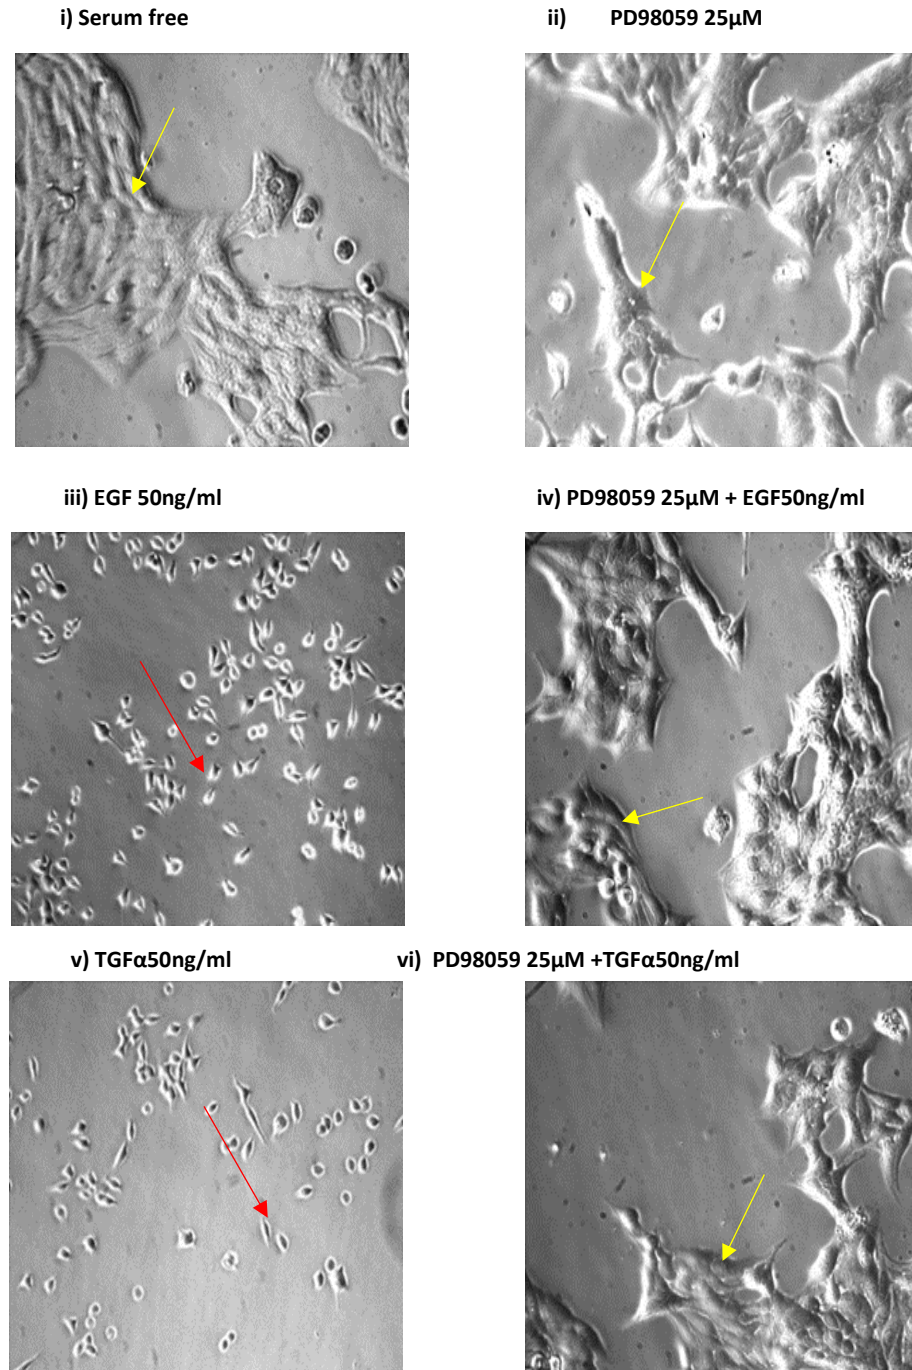 i) Serum free
ii) PD98059 25µM
iii) EGF 50ng/ml
iv) PD98059 25µM + EGF50ng/ml
v) TGFα50ng/ml
vi) PD98059 25µM +TGFα50ng/ml